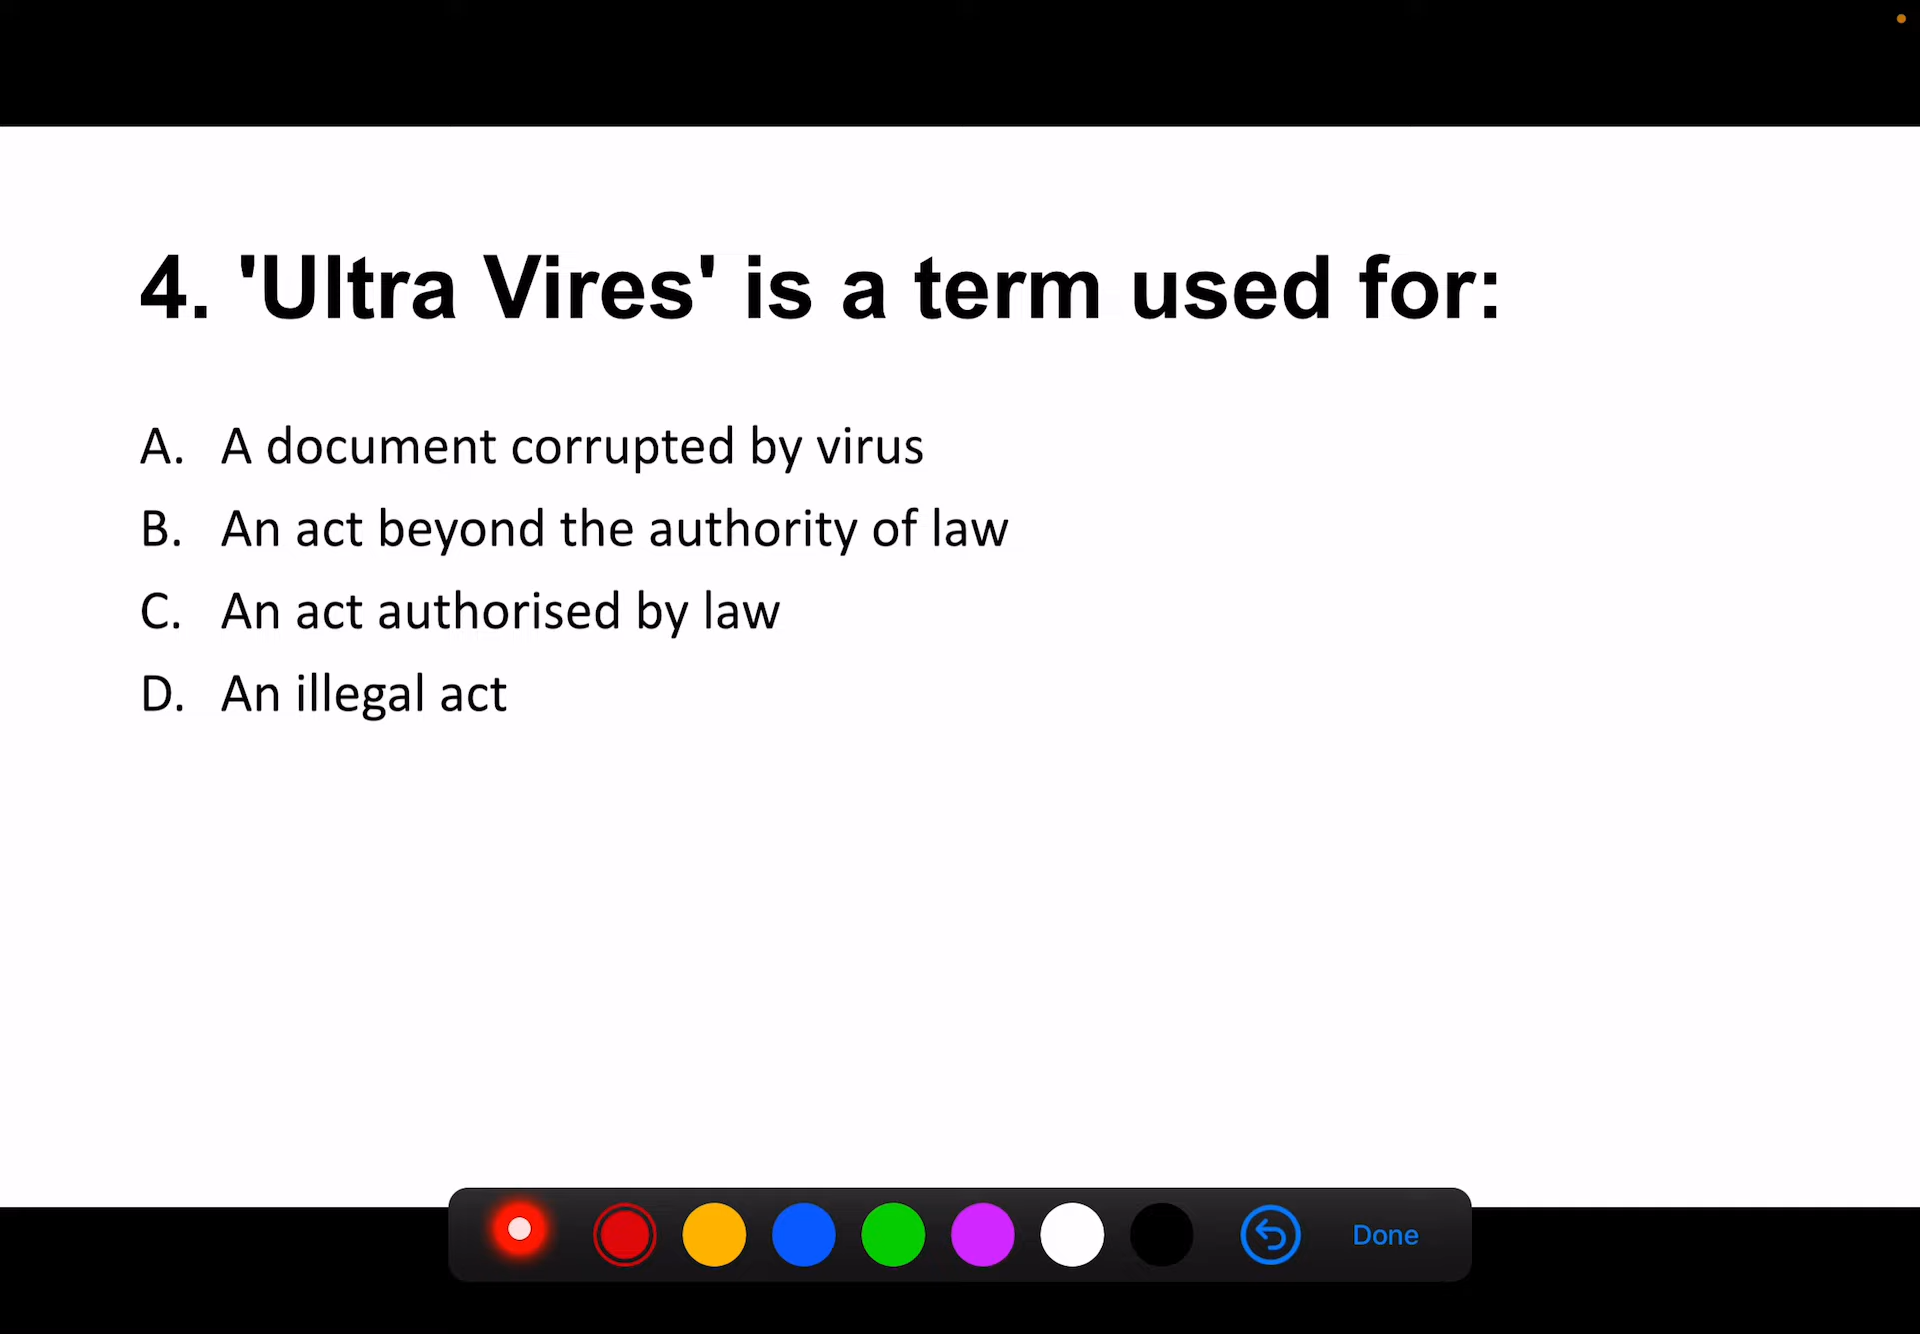 4. 'Ultra Vires' is a term used for:
A. A document corrupted by virus
B. An act beyond the authority of law
C. An act authorised by law
D. An illegal act
Done